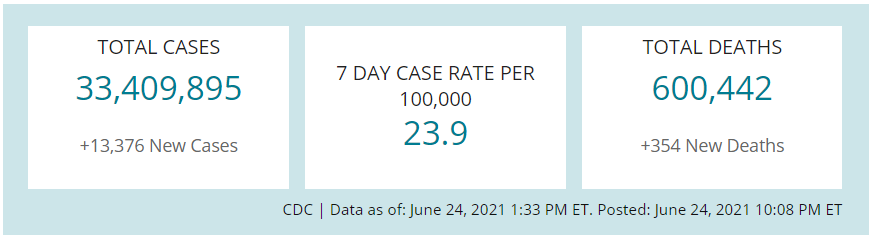 TOTAL CASES
33,409,895
+13,376 New Cases
7 DAY CASE RATE PER
100,000
23.9
TOTAL DEATHS
600,442
+354 New Deaths
CDC | Data as of: June 24, 2021 1:33 PM ET. Posted: June 24, 2021 10:08 PM ET